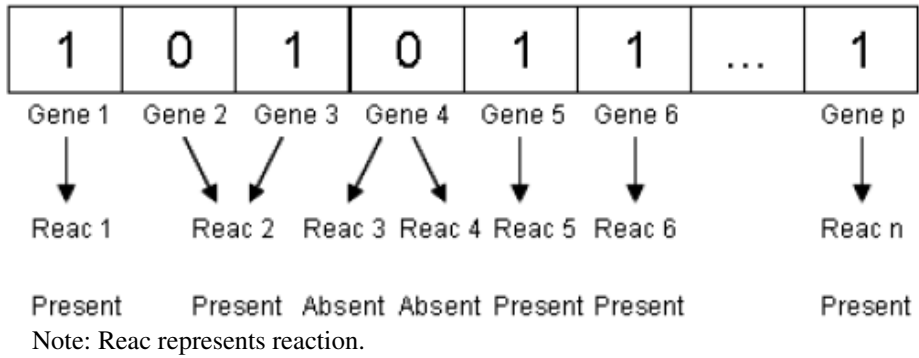 1 0 1 0 1 1 ... 1
Gene 1 Gene 2 Gene 3 Gene 4 Gene 5 Gene 6 Gene p
Reac 1 Reac 2 Reac 3 Reac 4 Reac 5 Reac 6 Reac n
Present Present Absent Absent Present Present Present
Note: Reac represents reaction.